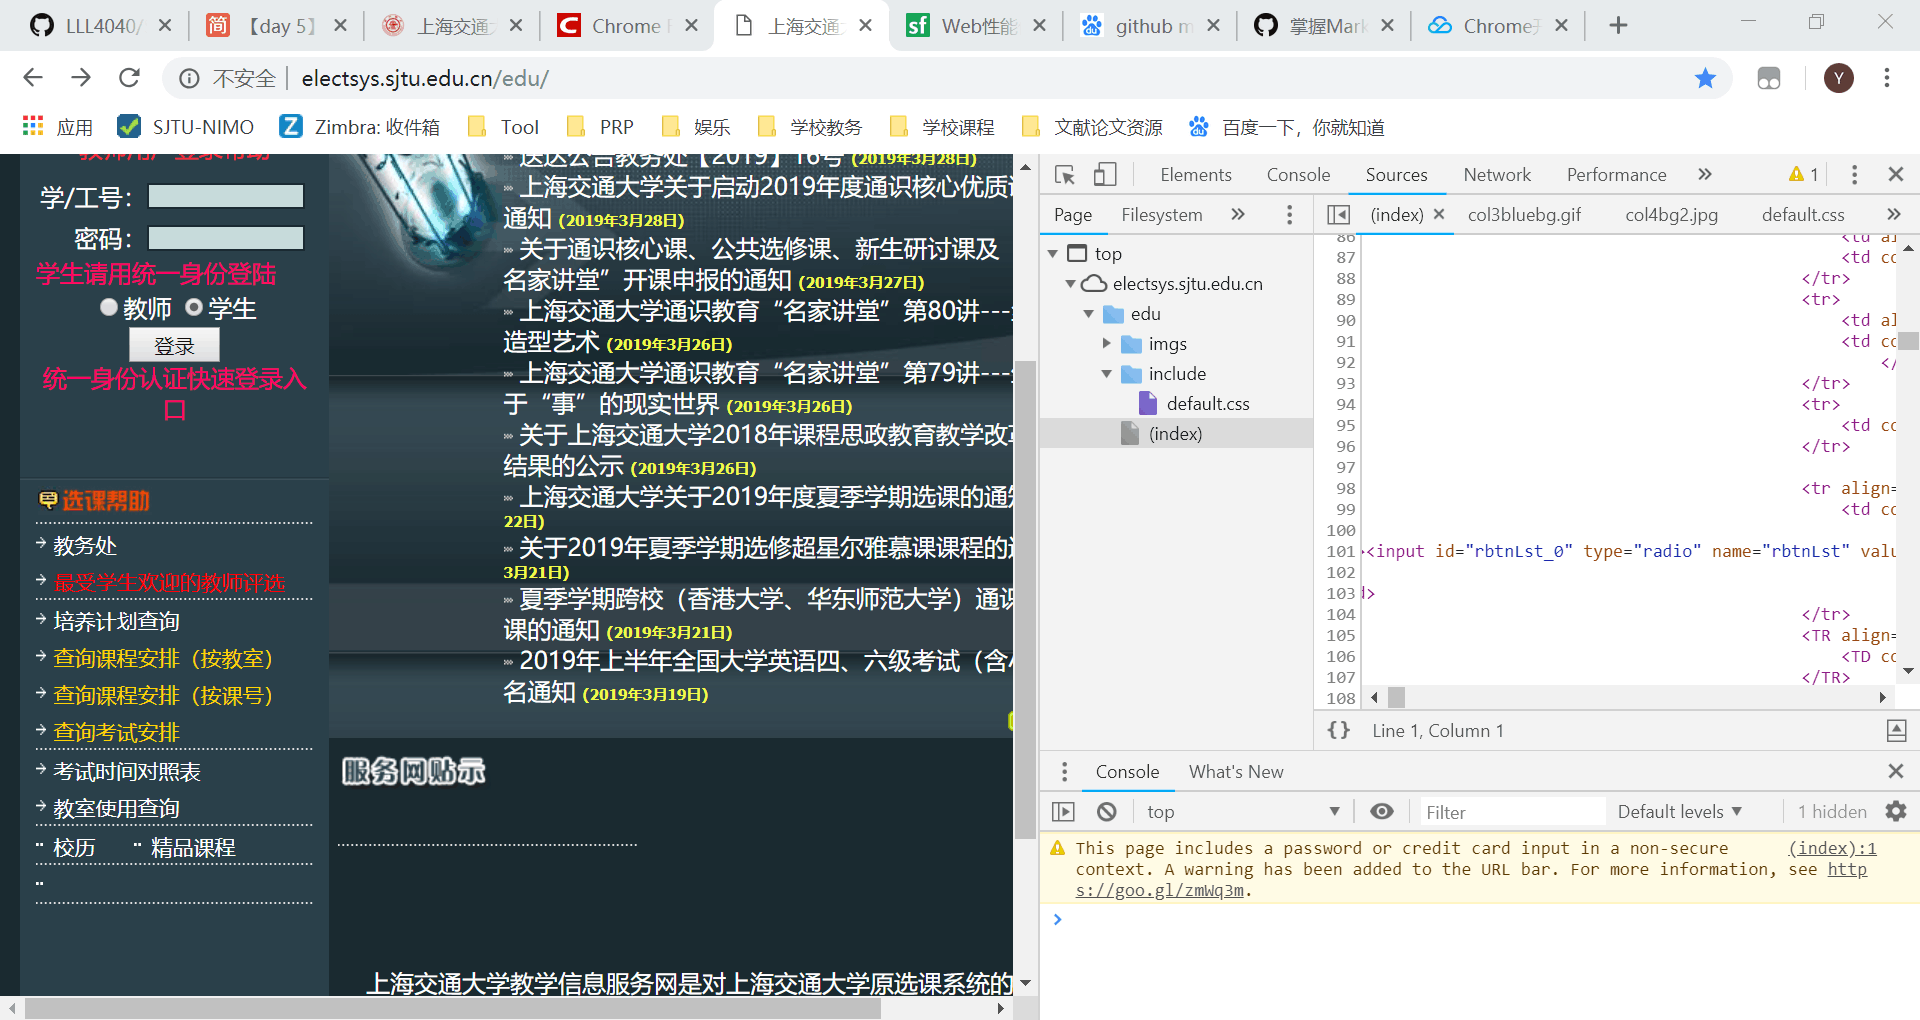 LLL4040/
【day 5】
上海交通大
Chrome
上海交通大
Web性能
github m
掌握Mark
Chrome开
不安全 | electsys.sjtu.edu.cn/edu/
Y
应用
SJTU-NIMO
Zimbra: 收件箱
Tool
PRP
娱乐
学校教务
学校课程
文献论文资源
百度一下，你就知道
教师用户登录帮助
学/工号：
密码：
学生请用统一身份登陆
教师 学生
登录
统一身份认证快速登录入
口
选课帮助
教务处
最受学生欢迎的教师评选
培养计划查询
查询课程安排（按教室）
查询课程安排（按课号）
查询考试安排
考试时间对照表
教室使用查询
校历 精品课程
送达公告教务处【2019】16号 (2019年3月28日)
上海交通大学关于启动2019年度通识核心优质
通知 (2019年3月28日)
关于通识核心课、公共选修课、新生研讨课及
名家讲堂”开课申报的通知 (2019年3月27日)
上海交通大学通识教育“名家讲堂”第80讲---
造型艺术 (2019年3月26日)
上海交通大学通识教育“名家讲堂”第79讲---
于“事”的现实世界 (2019年3月26日)
关于上海交通大学2018年课程思政教育教学改
结果的公示 (2019年3月26日)
上海交通大学关于2019年度夏季学期选课的通知
22日)
关于2019年夏季学期选修超星尔雅慕课课程的
3月21日)
夏季学期跨校（香港大学、华东师范大学）通识
课的通知 (2019年3月21日)
2019年上半年全国大学英语四、六级考试（含
名通知 (2019年3月19日)
服务网贴示
上海交通大学教学信息服务网是对上海交通大学原选课系统的
Elements
Console
Sources
Network
Performance
»
1
Page
Filesystem
»
(index)
col3bluebg.gif
col4bg2.jpg
default.css
»
top
electsys.sjtu.edu.cn
edu
imgs
include
default.css
(index)
86 <td al
87 <td co
88 </tr>
89 <tr>
90 <td al
91 <td co
92 </
93 </tr>
94 <tr>
95 <td co
96 </tr>
97
98 <tr align=
99 <td co
100
101 ><input id="rbtnLst_0" type="radio" name="rbtnLst" valu
102
103 d>
104 </tr>
105 <TR align=
106 <TD co
107 </TR>
108
{} Line 1, Column 1
Console
What's New
top
Filter
Default levels
1 hidden
This page includes a password or credit card input in a non-secure (index):1
context. A warning has been added to the URL bar. For more information, see http
s://goo.gl/zmWq3m.